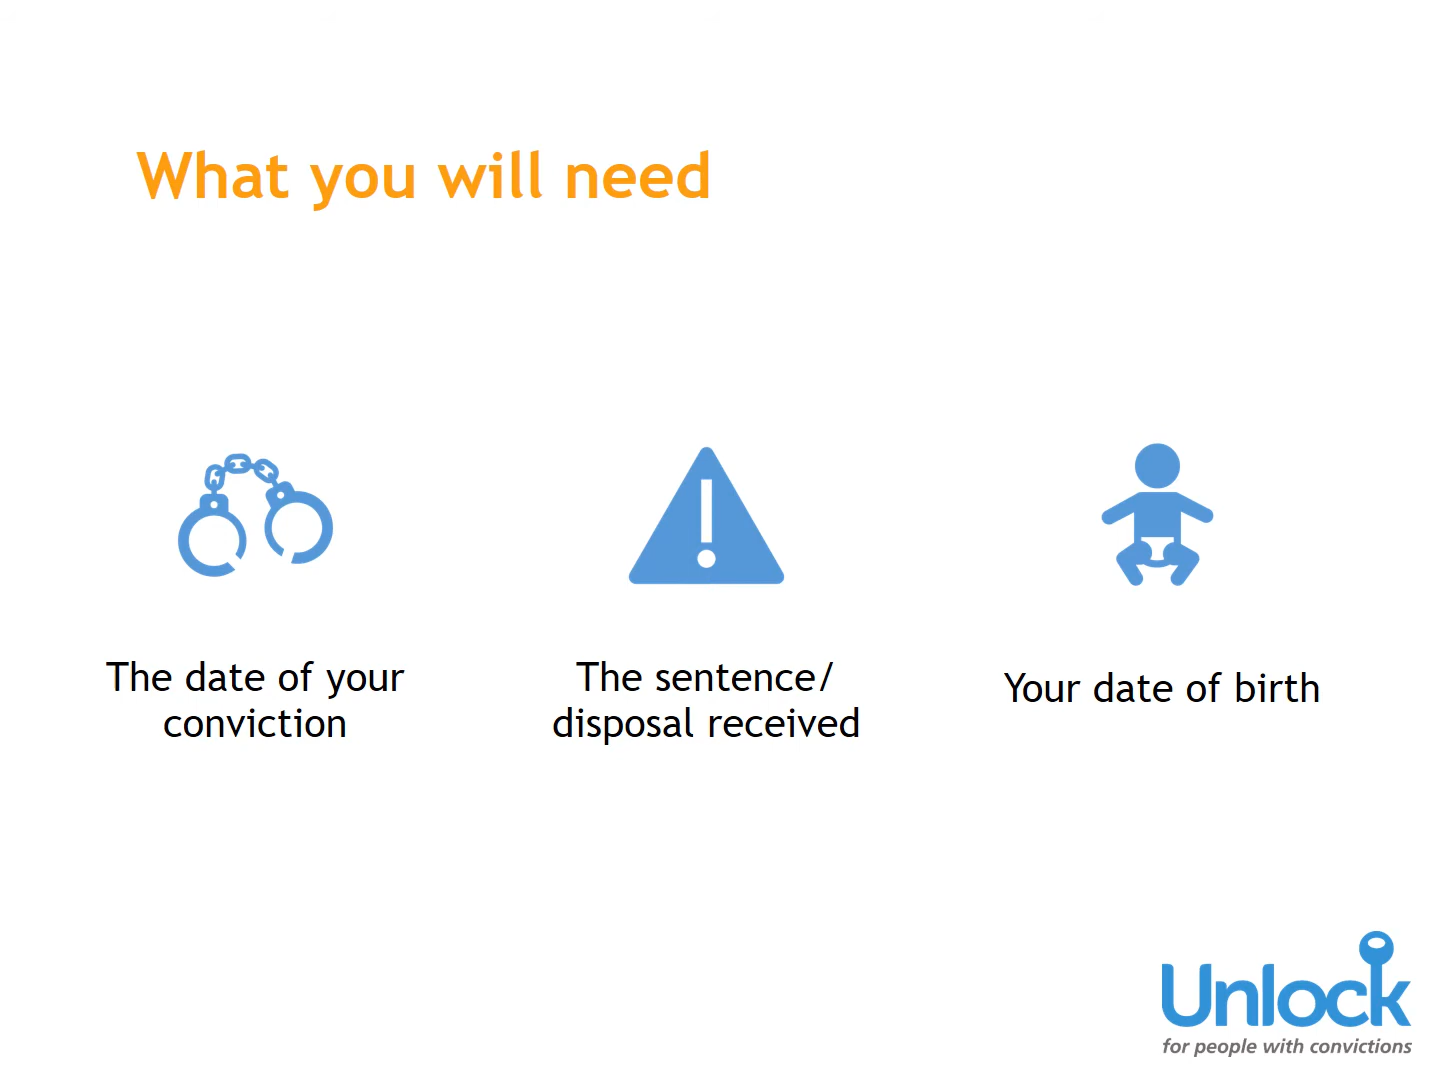 What you will need
The date of your
conviction
The sentence/
disposal received
Your date of birth
Unlock
for people with convictions